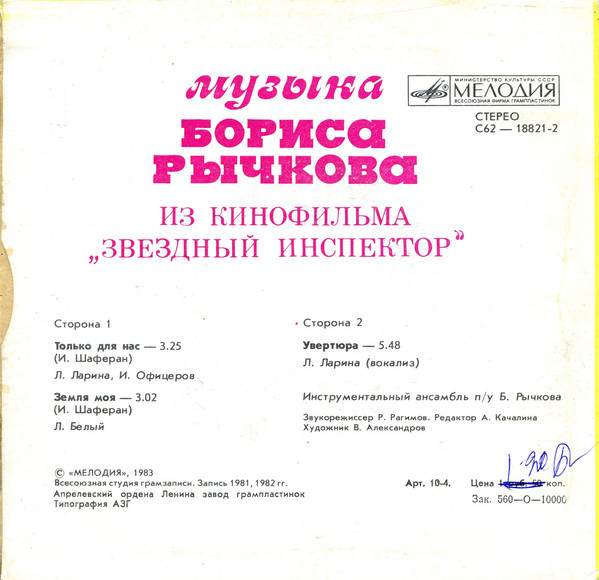 музыка
БОРИСА
РЫЧКОВА
ИЗ КИНОФИЛЬМА
„ЗВЕЗДНЫЙ ИНСПЕКТОР“
МИНИСТЕРСТВО КУЛЬТУРЫ СССР
МЕЛОДИЯ
ВСЕСОЮЗНАЯ ФИРМА ГРАМПЛАСТИНОК
СТЕРЕО
С62 — 18821-2
Сторона 1
Только для нас — 3.25
(И. Шаферан)
Л. Ларина, И. Офицеров
Земля моя — 3.02
(И. Шаферан)
Л. Белый
Сторона 2
Увертюра — 5.48
Л. Ларина (вокализ)
Инструментальный ансамбль п/у Б. Рычкова
Звукорежиссер Р. Рагимов. Редактор А. Качалина
Художник В. Александров
© «МЕЛОДИЯ», 1983
Всесоюзная студия грамзаписи. Запись 1981, 1982 гг.
Апрелевский ордена Ленина завод грампластинок
Типография АЗГ
Арт. 10-4.
Цена 1 руб. 50 коп.
Зак. 560—О—10000